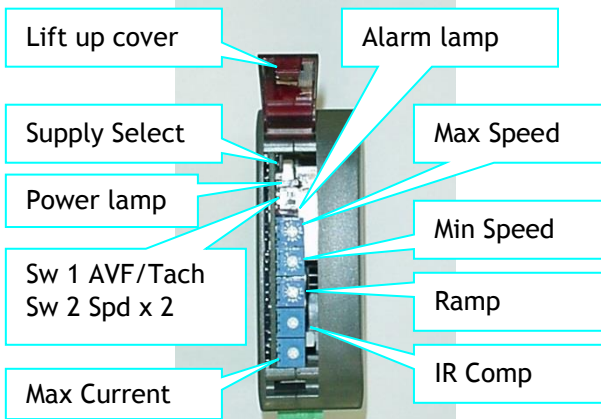 Lift up cover
Alarm lamp
Supply Select
Max Speed
Power lamp
Min Speed
Sw 1 AVF/Tach
Sw 2 Spd x 2
Ramp
IR Comp
Max Current